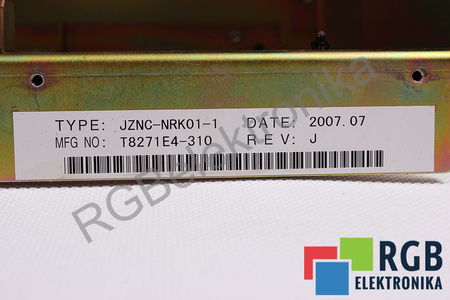 TYPE: JZNC-NRK01-1 DATE: 2007.07
MFG NO: T8271E4-310 REV: J
RGBelektronika
RGB
ELEKTRONIKA